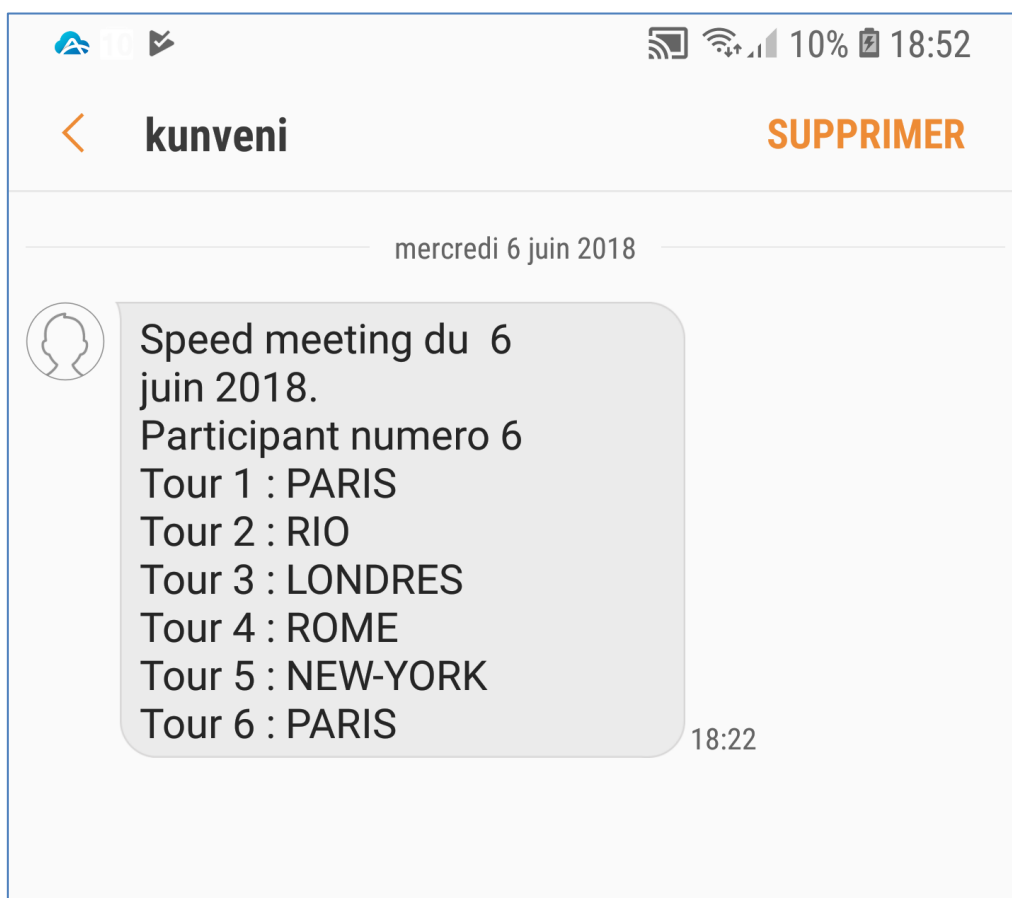 10% 18:52
kunveni SUPPRIMER
mercredi 6 juin 2018
Speed meeting du  6
juin 2018.
Participant numero 6
Tour 1 : PARIS
Tour 2 : RIO
Tour 3 : LONDRES
Tour 4 : ROME
Tour 5 : NEW-YORK
Tour 6 : PARIS
18:22